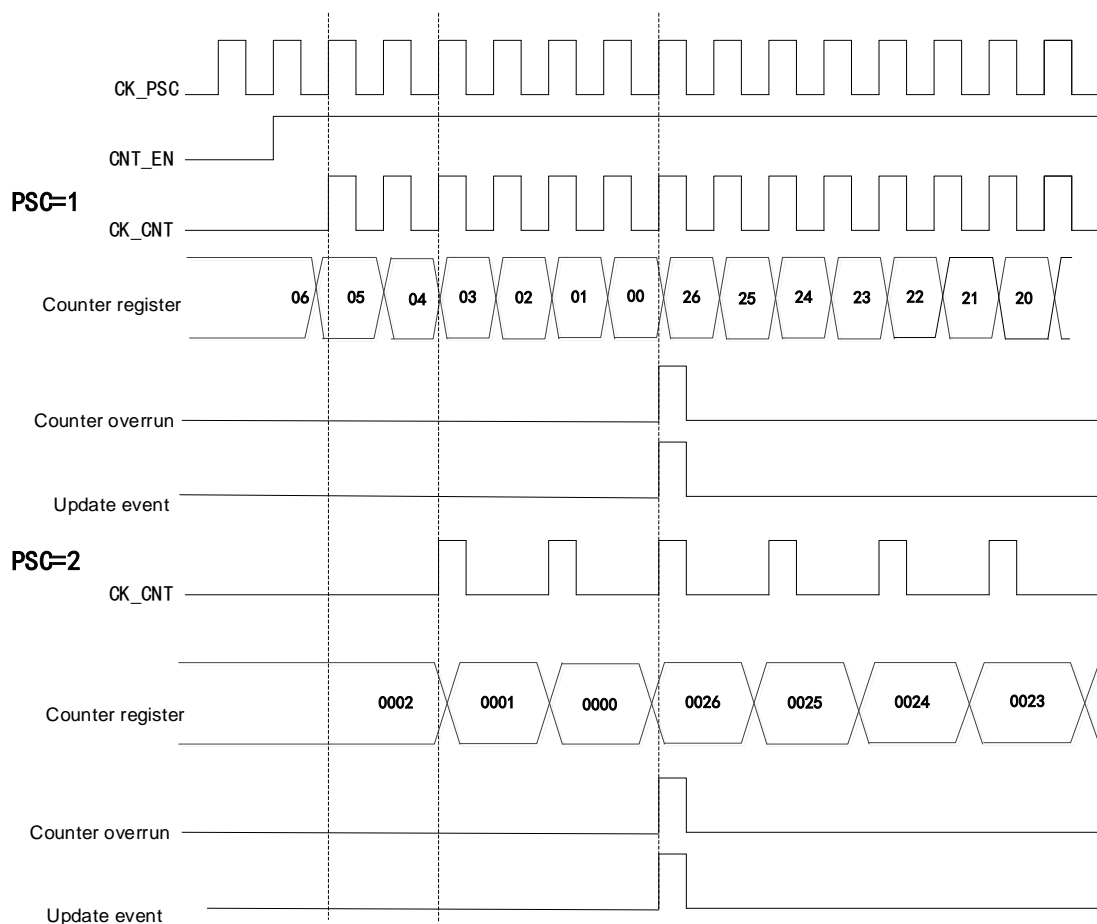 CK_PSC
CNT_EN
PSC=1
CK_CNT
Counter register 06 05 04 03 02 01 00 26 25 24 23 22 21 20
Counter overrun
Update event
PSC=2
CK_CNT
Counter register 0002 0001 0000 0026 0025 0024 0023
Counter overrun
Update event